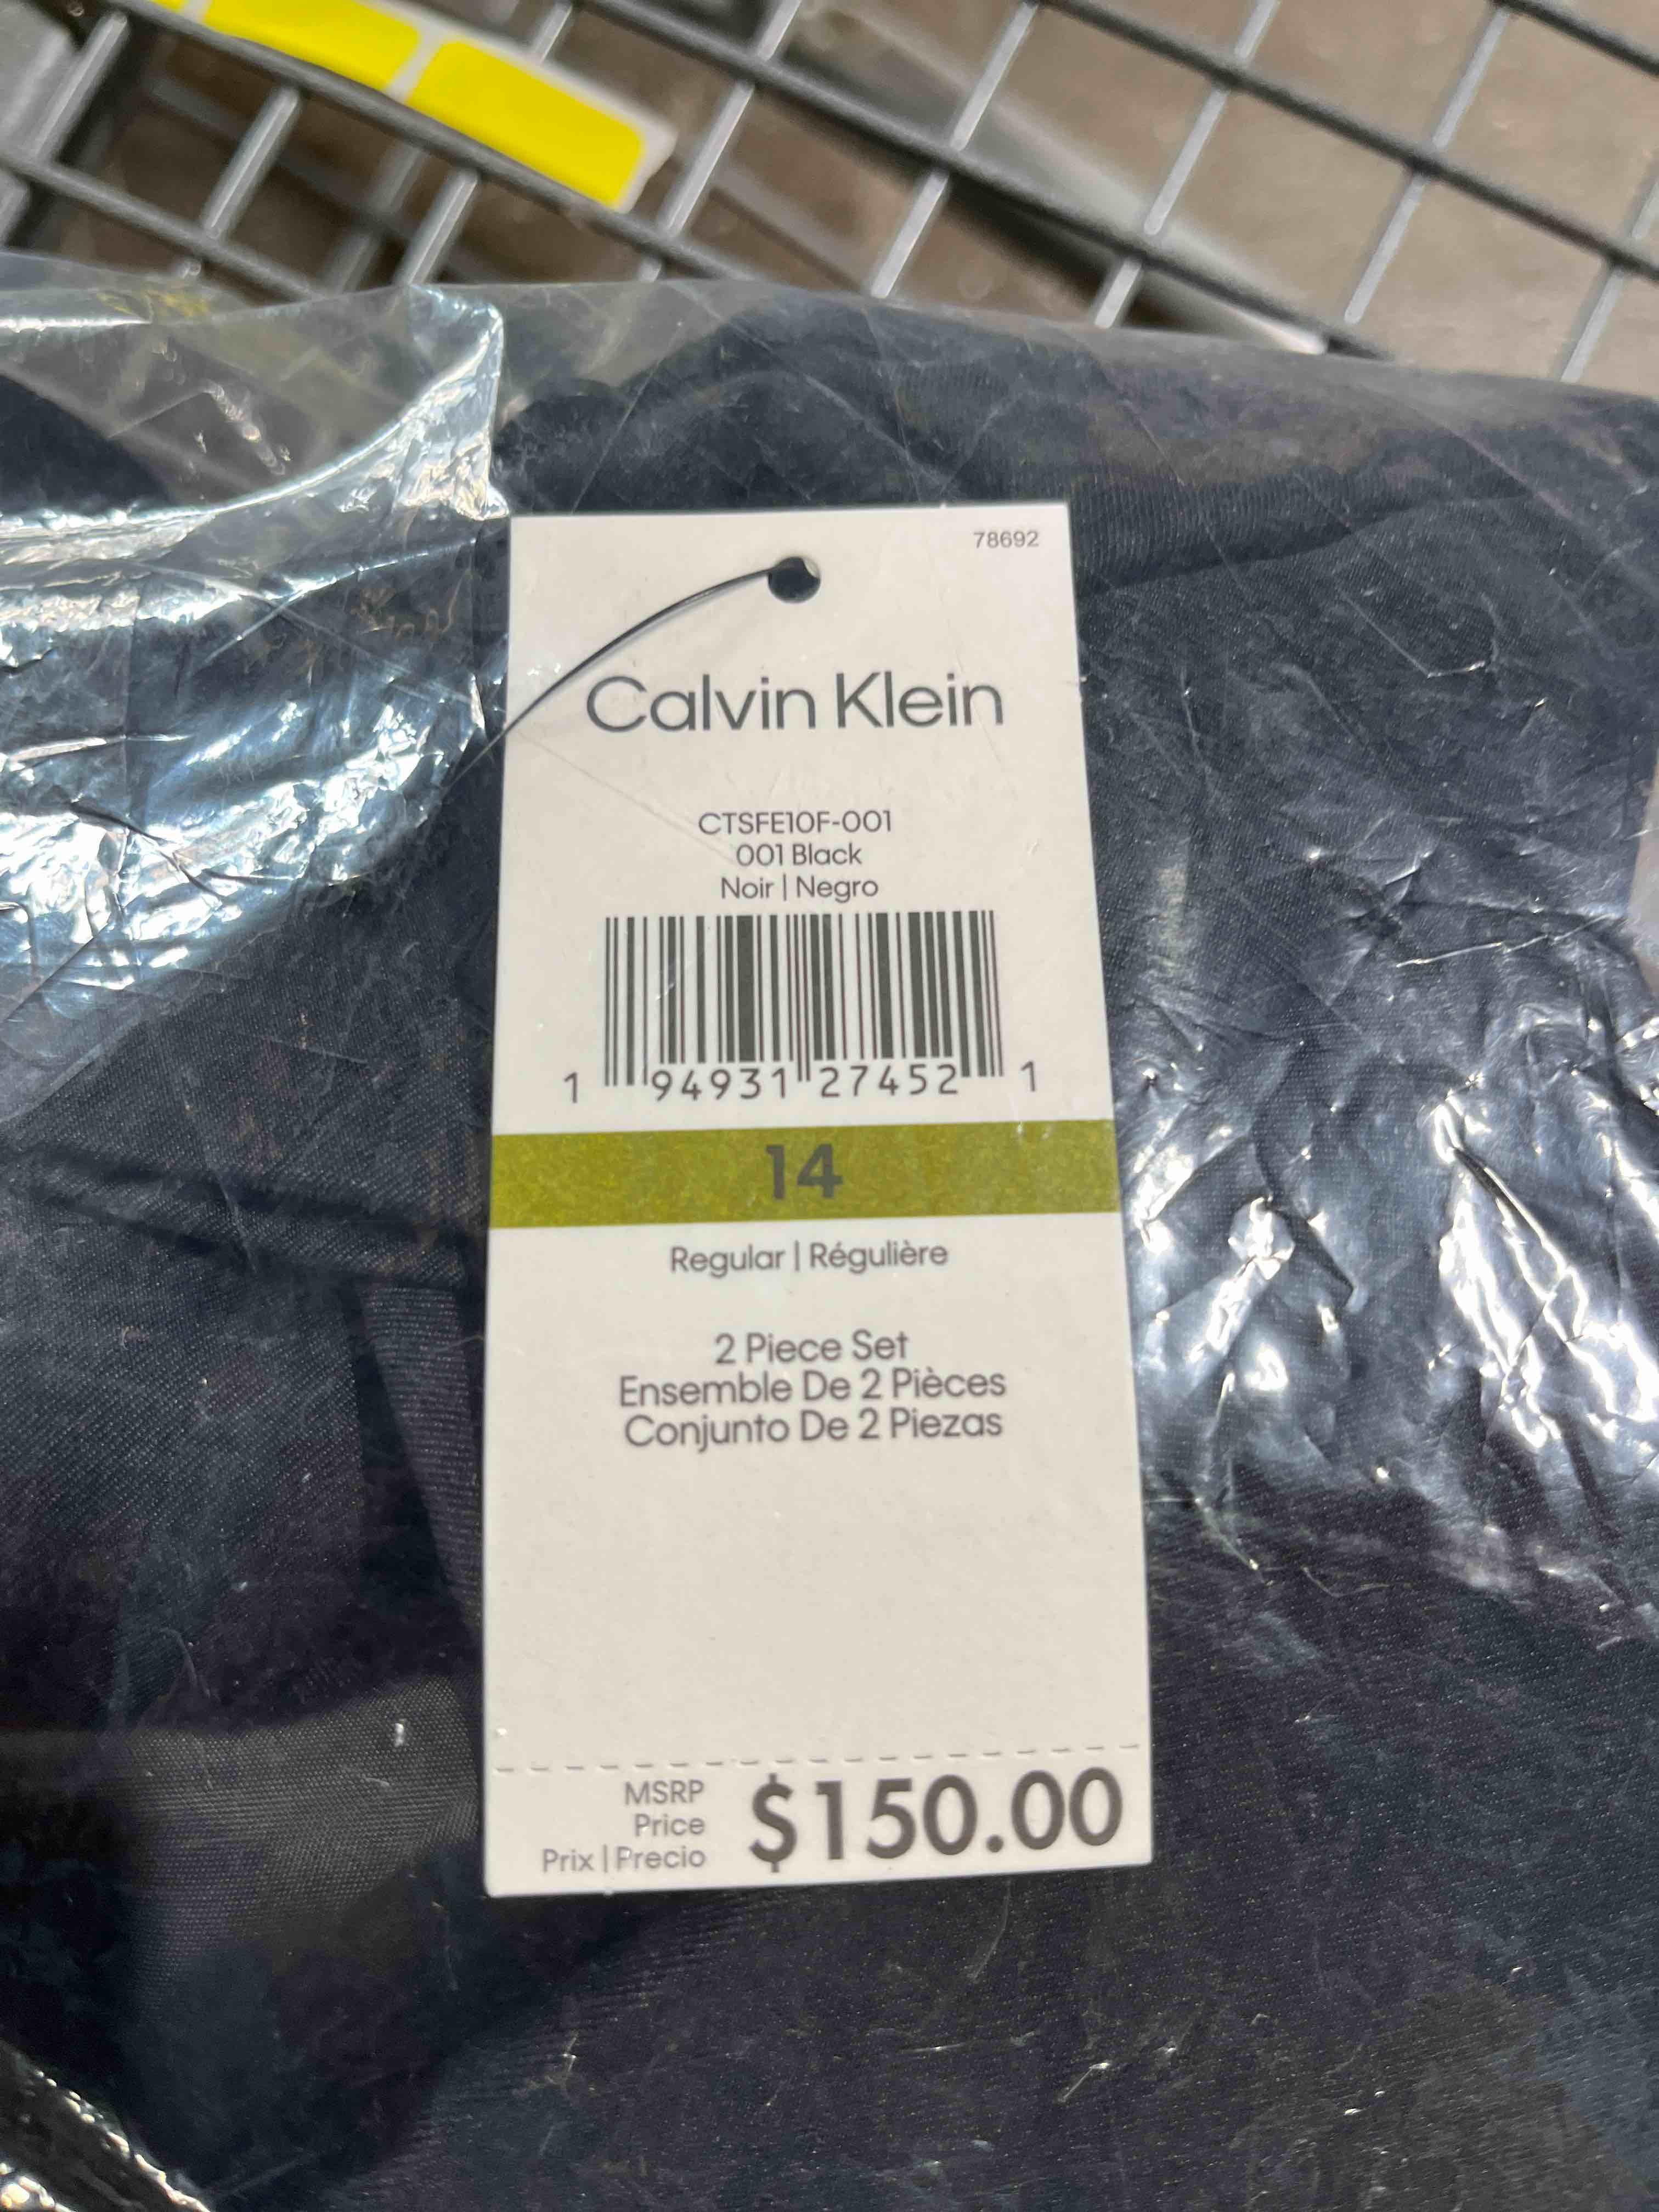 78692
Calvin Klein
CTSFE10F-001
001 Black
Noir | Negro
1 94931 27452 1
14
Regular | Régulière
2 Piece Set
Ensemble De 2 Pièces
Conjunto De 2 Piezas
MSRP
Price
Prix | Precio
$150.00